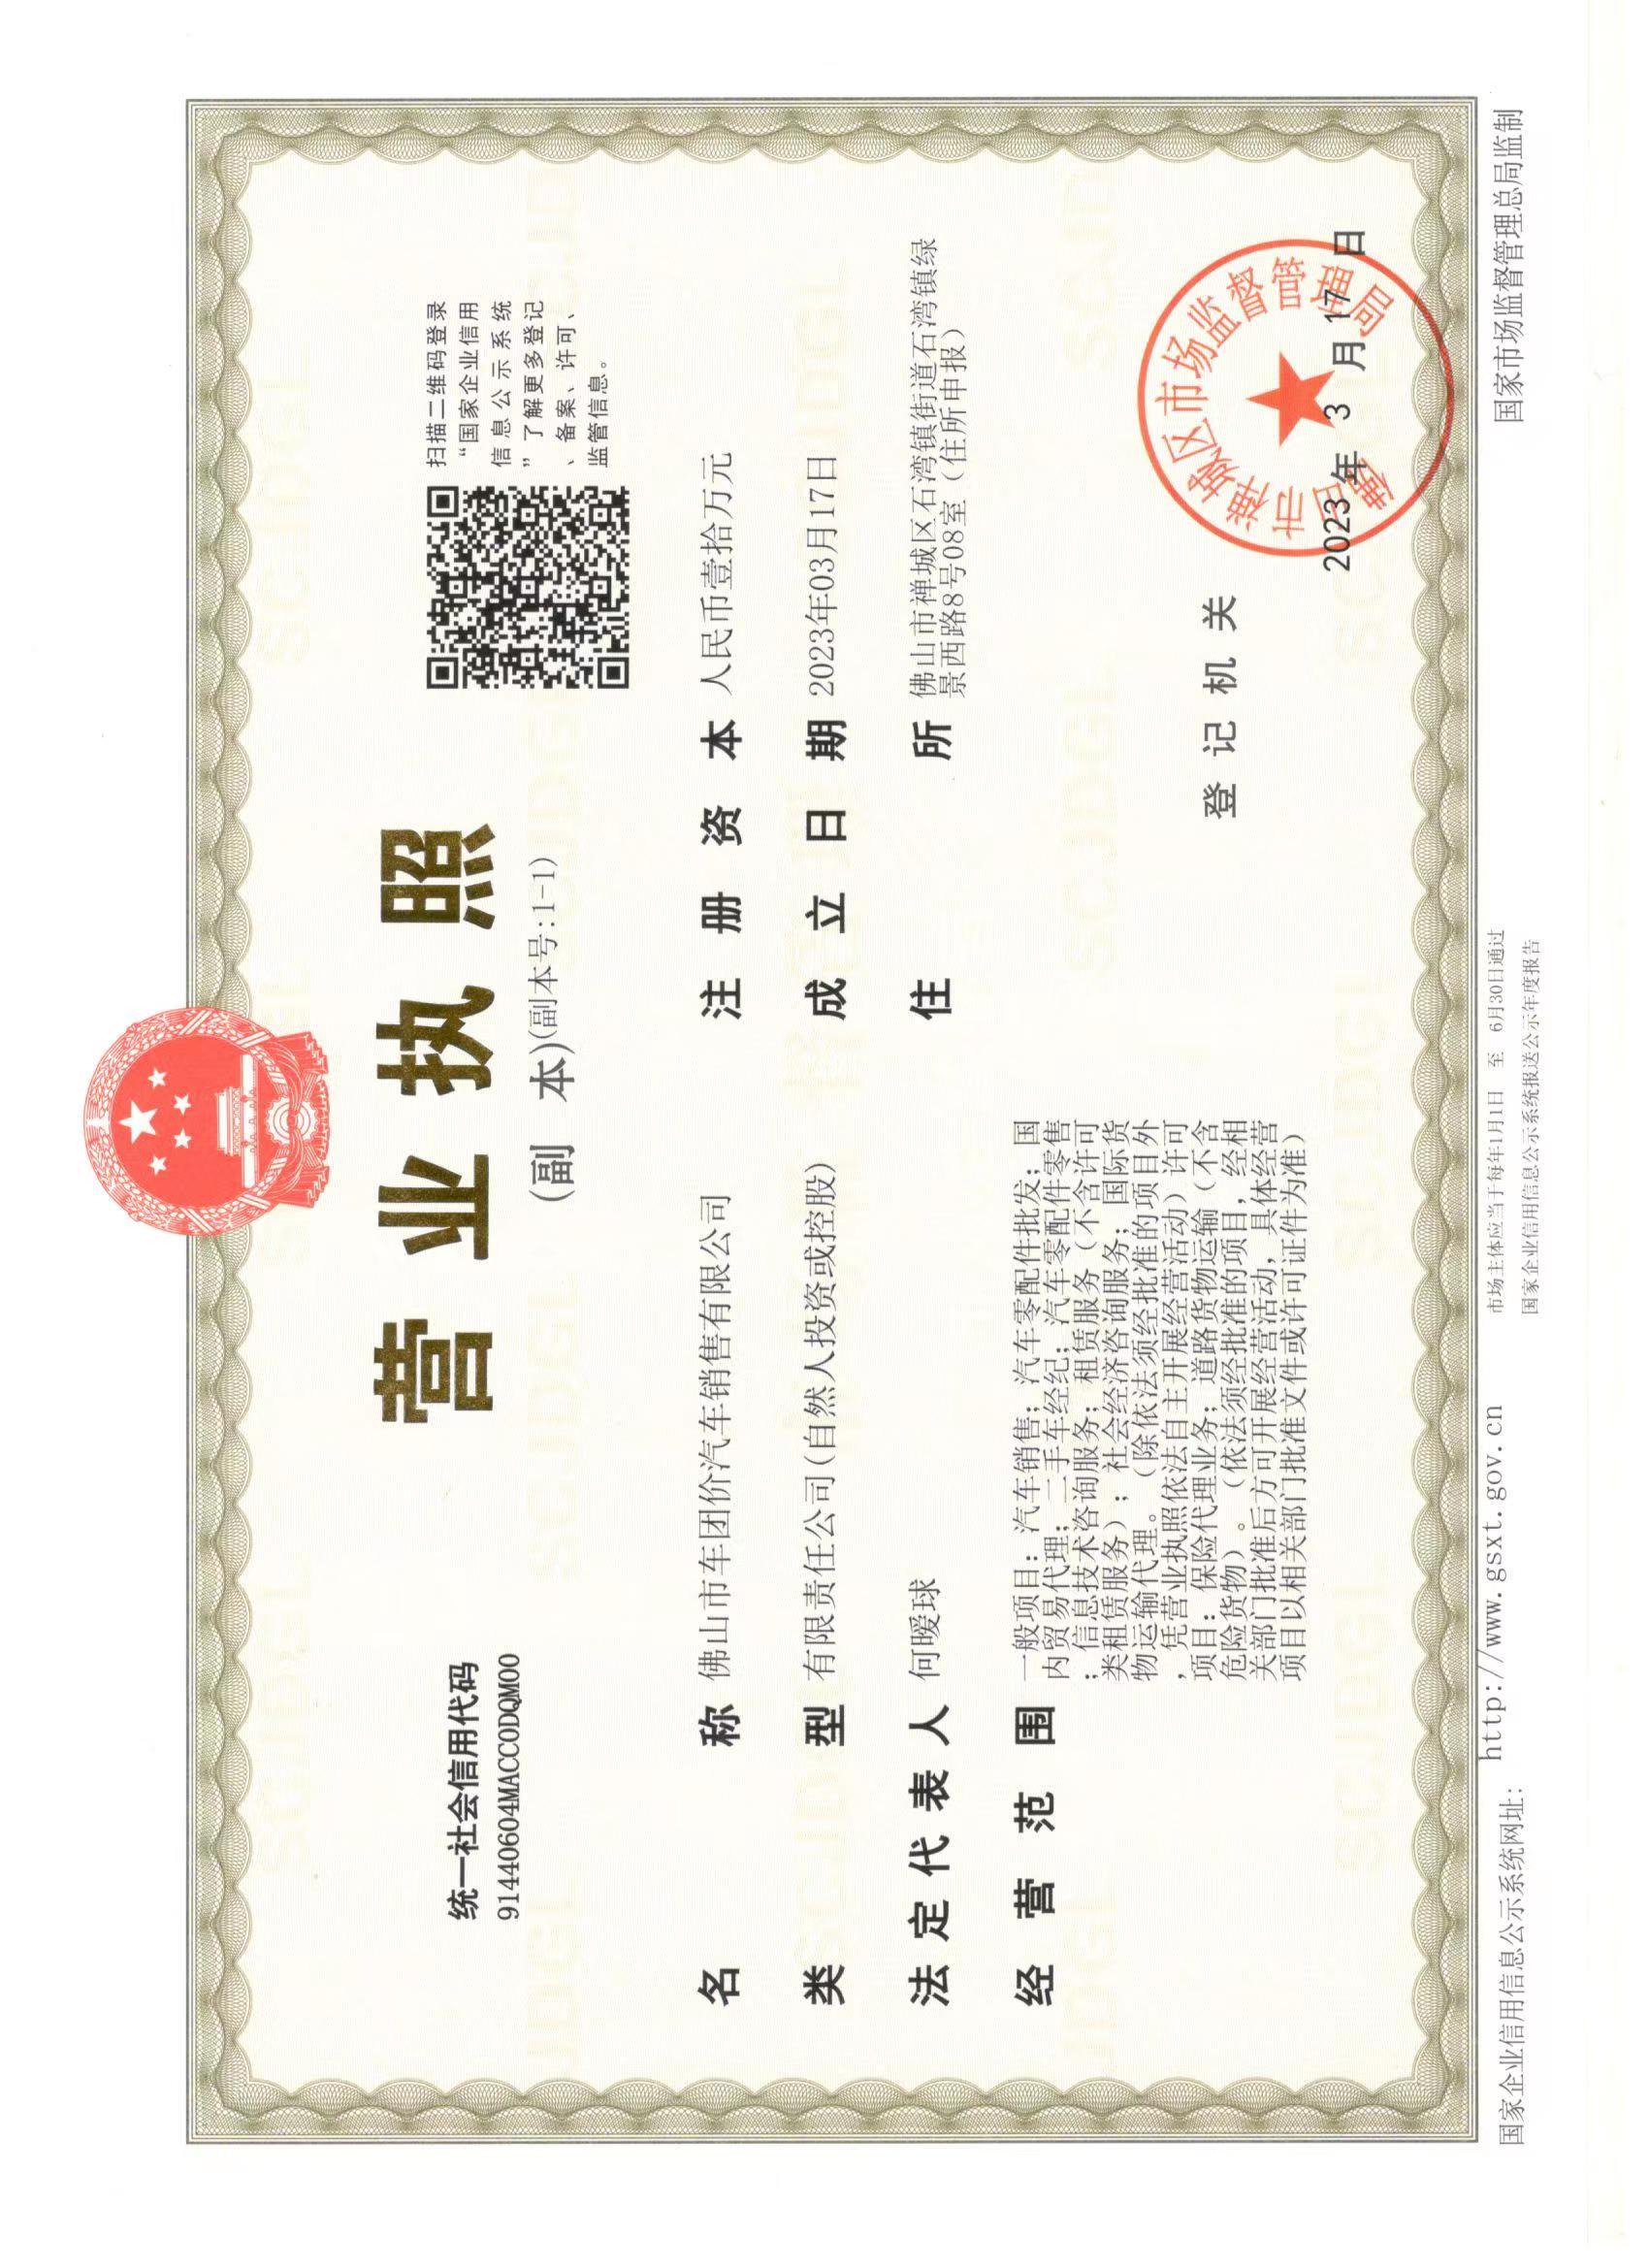 营业执照
(副 本)(副本号:1-1)
统一社会信用代码
91440604MACC0DQM00
扫描二维码登录
“国家企业信用
信息公示系统
”了解更多登记
、备案、许可、
监管信息。
名称 佛山市车团价汽车销售有限公司
类型 有限责任公司(自然人投资或控股)
法定代表人 何暧球
经营范围 一般项目：汽车销售；汽车零配件批发；国
内贸易代理；二手车经纪；汽车零配件零售
；信息技术咨询服务；租赁服务（不含许可
类租赁服务）；社会经济咨询服务；国际货
物运输代理。（除依法须经批准的项目外
，凭营业执照依法自主开展经营活动）许可
项目：保险代理业务；道路货物运输（不含
危险货物）。（依法须经批准的项目，经相
关部门批准后方可开展经营活动，具体经营
项目以相关部门批准文件或许可证件为准）
注册资本 人民币壹拾万元
成立日期 2023年03月17日
住所 佛山市禅城区石湾镇街道石湾镇绿
景西路8号08室（住所申报）
登记机关
佛山市禅城区市场监督管理局
2023年 3 月 17 日
国家企业信用信息公示系统网址：http://www.gsxt.gov.cn
市场主体应当于每年1月1日 至 6月30日通过
国家企业信用信息公示系统报送公示年度报告
国家市场监督管理总局监制
SCJDGL